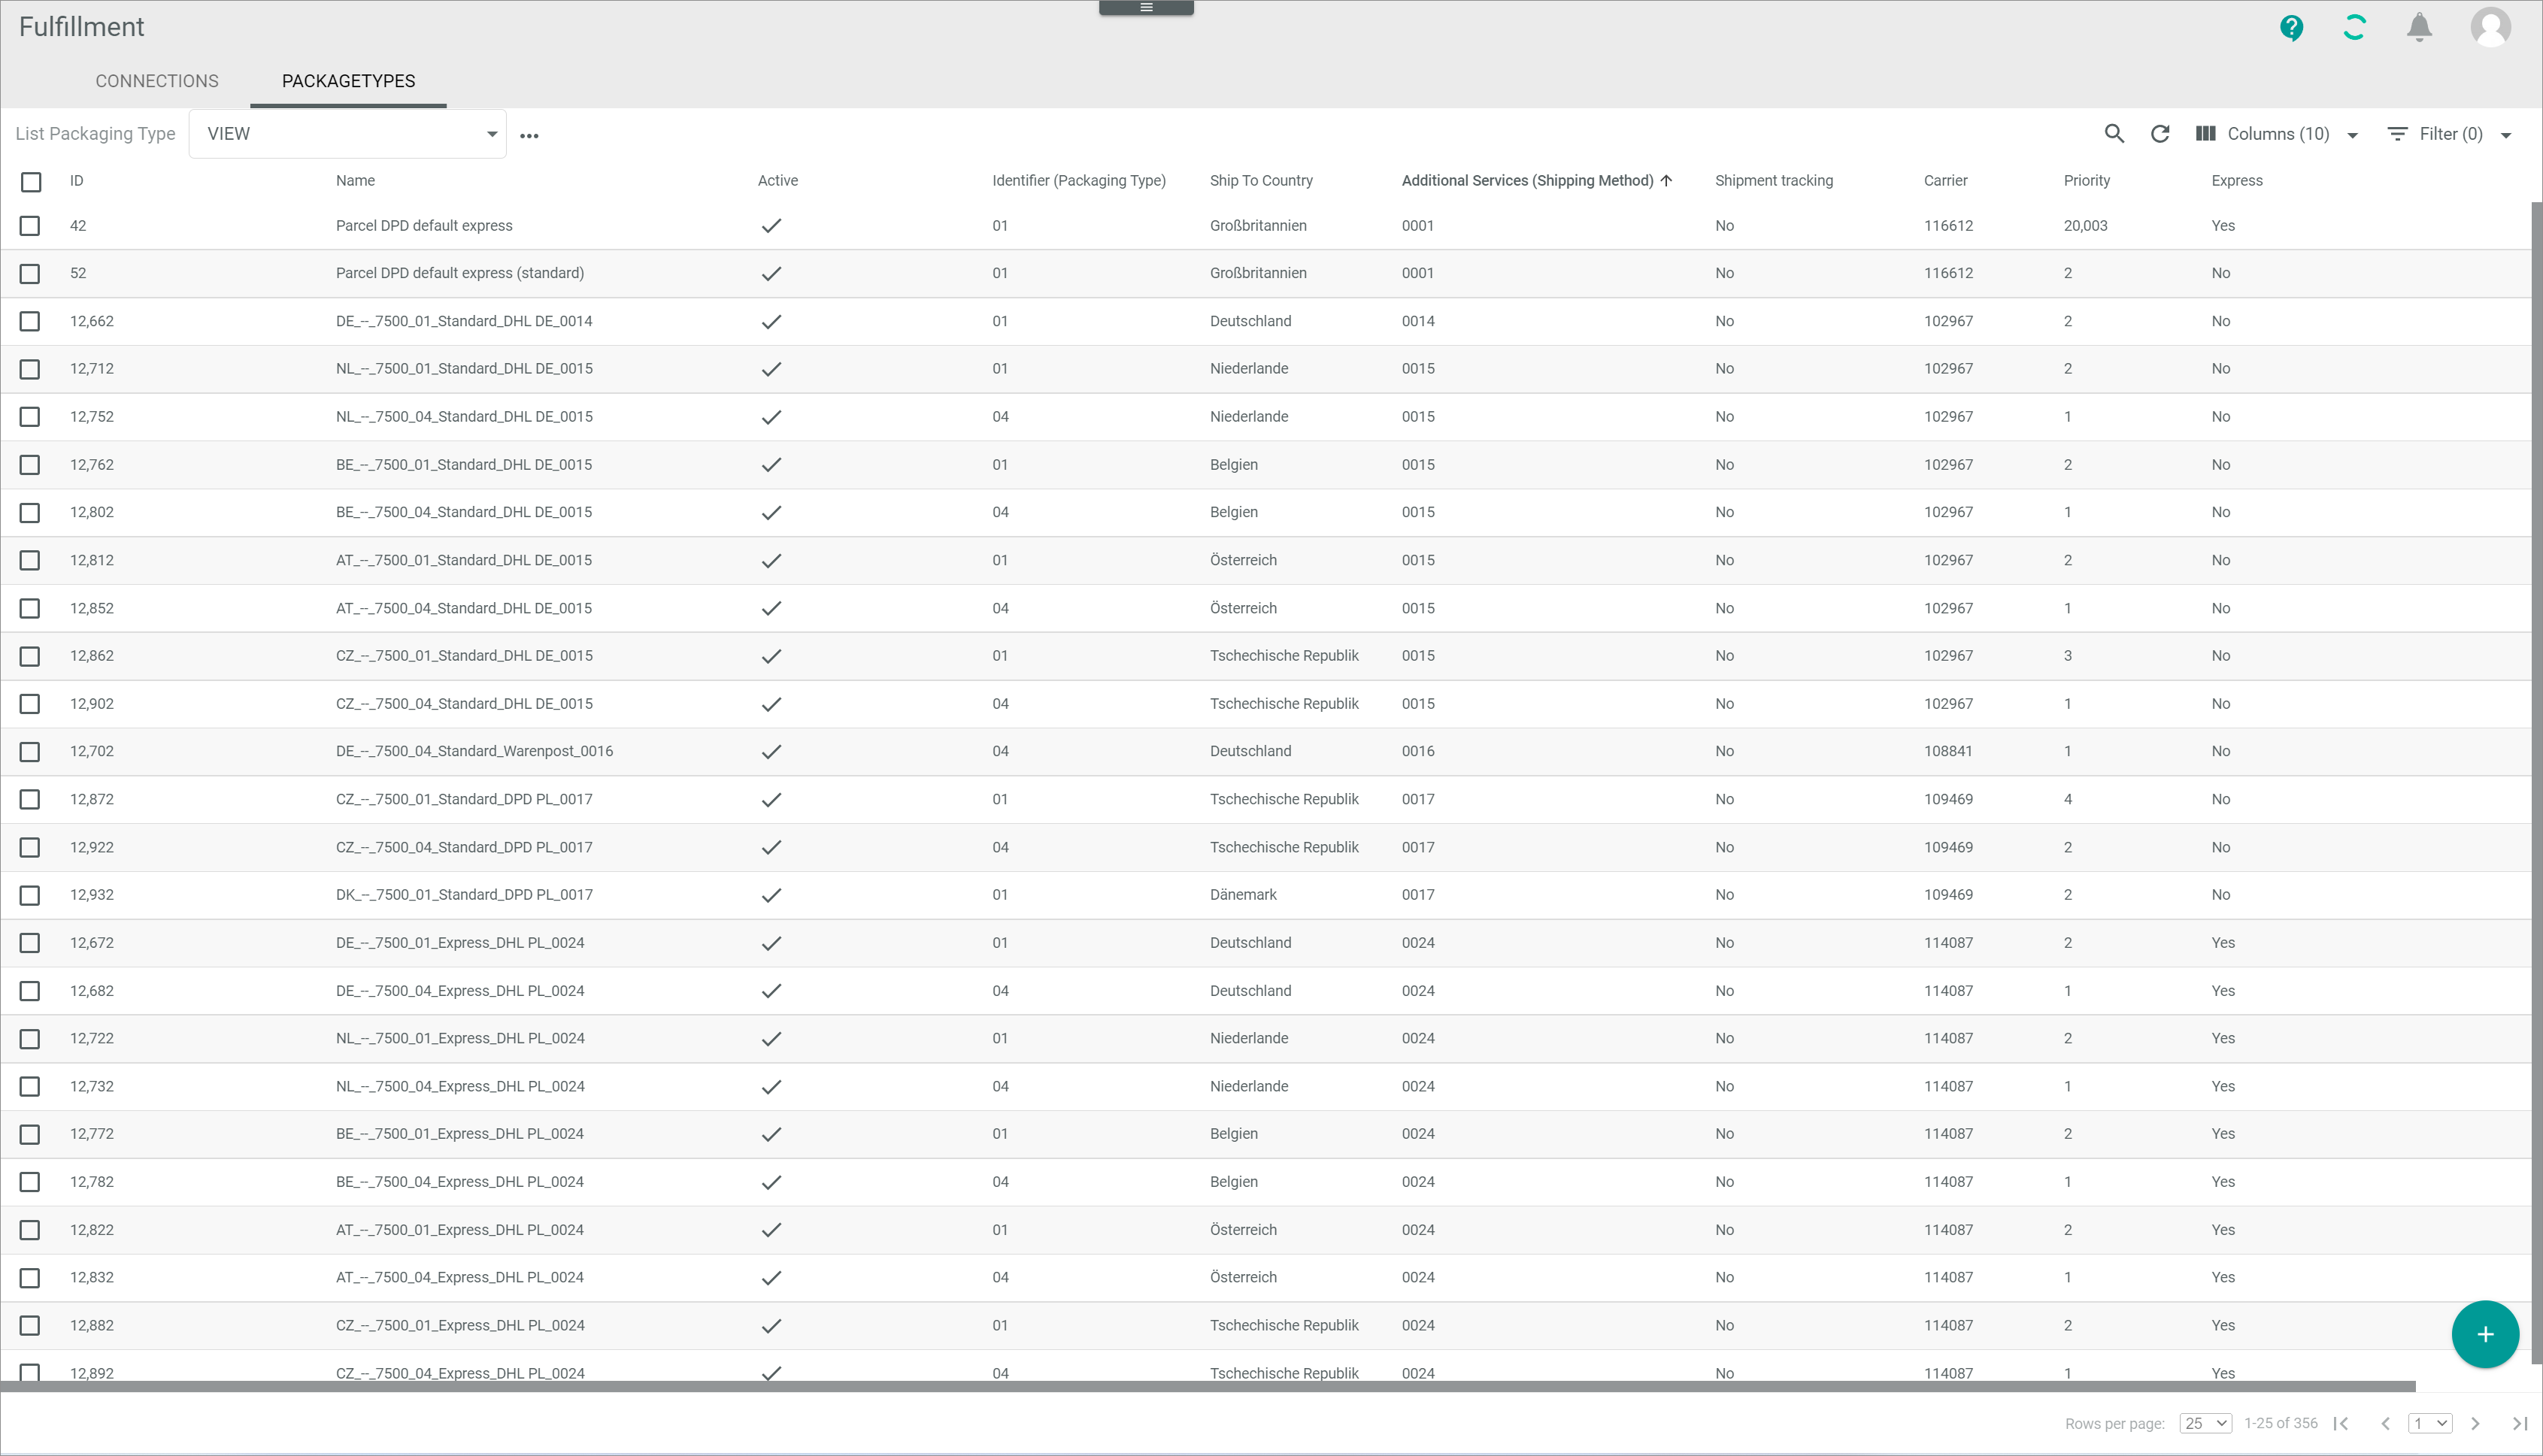 Fulfillment
CONNECTIONS PACKAGETYPES
List Packaging Type VIEW Columns (10) Filter (0)
ID Name Active Identifier (Packaging Type) Ship To Country Additional Services (Shipping Method) Shipment tracking Carrier Priority Express
42 Parcel DPD default express 01 Großbritannien 0001 No 116612 20,003 Yes
52 Parcel DPD default express (standard) 01 Großbritannien 0001 No 116612 2 No
12,662 DE_--_7500_01_Standard_DHL DE_0014 01 Deutschland 0014 No 102967 2 No
12,712 NL_--_7500_01_Standard_DHL DE_0015 01 Niederlande 0015 No 102967 2 No
12,752 NL_--_7500_04_Standard_DHL DE_0015 04 Niederlande 0015 No 102967 1 No
12,762 BE_--_7500_01_Standard_DHL DE_0015 01 Belgien 0015 No 102967 2 No
12,802 BE_--_7500_04_Standard_DHL DE_0015 04 Belgien 0015 No 102967 1 No
12,812 AT_--_7500_01_Standard_DHL DE_0015 01 Österreich 0015 No 102967 2 No
12,852 AT_--_7500_04_Standard_DHL DE_0015 04 Österreich 0015 No 102967 1 No
12,862 CZ_--_7500_01_Standard_DHL DE_0015 01 Tschechische Republik 0015 No 102967 3 No
12,902 CZ_--_7500_04_Standard_DHL DE_0015 04 Tschechische Republik 0015 No 102967 1 No
12,702 DE_--_7500_04_Standard_Warenpost_0016 04 Deutschland 0016 No 108841 1 No
12,872 CZ_--_7500_01_Standard_DPD PL_0017 01 Tschechische Republik 0017 No 109469 4 No
12,922 CZ_--_7500_04_Standard_DPD PL_0017 04 Tschechische Republik 0017 No 109469 2 No
12,932 DK_--_7500_01_Standard_DPD PL_0017 01 Dänemark 0017 No 109469 2 No
12,672 DE_--_7500_01_Express_DHL PL_0024 01 Deutschland 0024 No 114087 2 Yes
12,682 DE_--_7500_04_Express_DHL PL_0024 04 Deutschland 0024 No 114087 1 Yes
12,722 NL_--_7500_01_Express_DHL PL_0024 01 Niederlande 0024 No 114087 2 Yes
12,732 NL_--_7500_04_Express_DHL PL_0024 04 Niederlande 0024 No 114087 1 Yes
12,772 BE_--_7500_01_Express_DHL PL_0024 01 Belgien 0024 No 114087 2 Yes
12,782 BE_--_7500_04_Express_DHL PL_0024 04 Belgien 0024 No 114087 1 Yes
12,822 AT_--_7500_01_Express_DHL PL_0024 01 Österreich 0024 No 114087 2 Yes
12,832 AT_--_7500_04_Express_DHL PL_0024 04 Österreich 0024 No 114087 1 Yes
12,882 CZ_--_7500_01_Express_DHL PL_0024 01 Tschechische Republik 0024 No 114087 2 Yes
12,892 CZ_--_7500_04_Express_DHL PL_0024 04 Tschechische Republik 0024 No 114087 1 Yes
Rows per page: 25 1-25 of 356 1